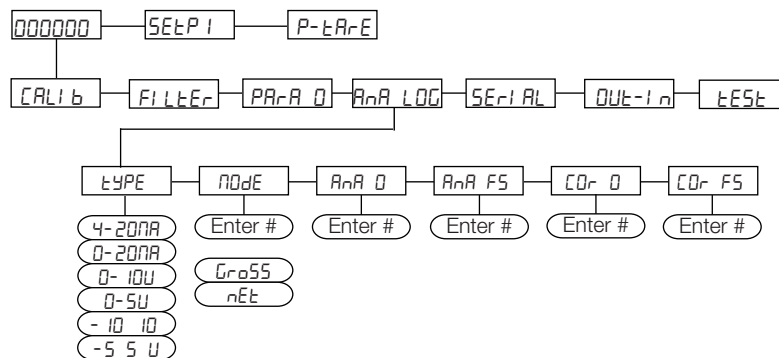 000000 SEtP1 P-tArE
CALIb FILtEr PArA 0 AnA LOG SErIAL OUt-In tESt
tYPE MOdE AnA 0 AnA FS COr 0 COr FS
4-20MA Enter # Enter # Enter # Enter # Enter #
0-20MA
0-10V GroSS
0-5V nEt
-10 10
-5 5 V